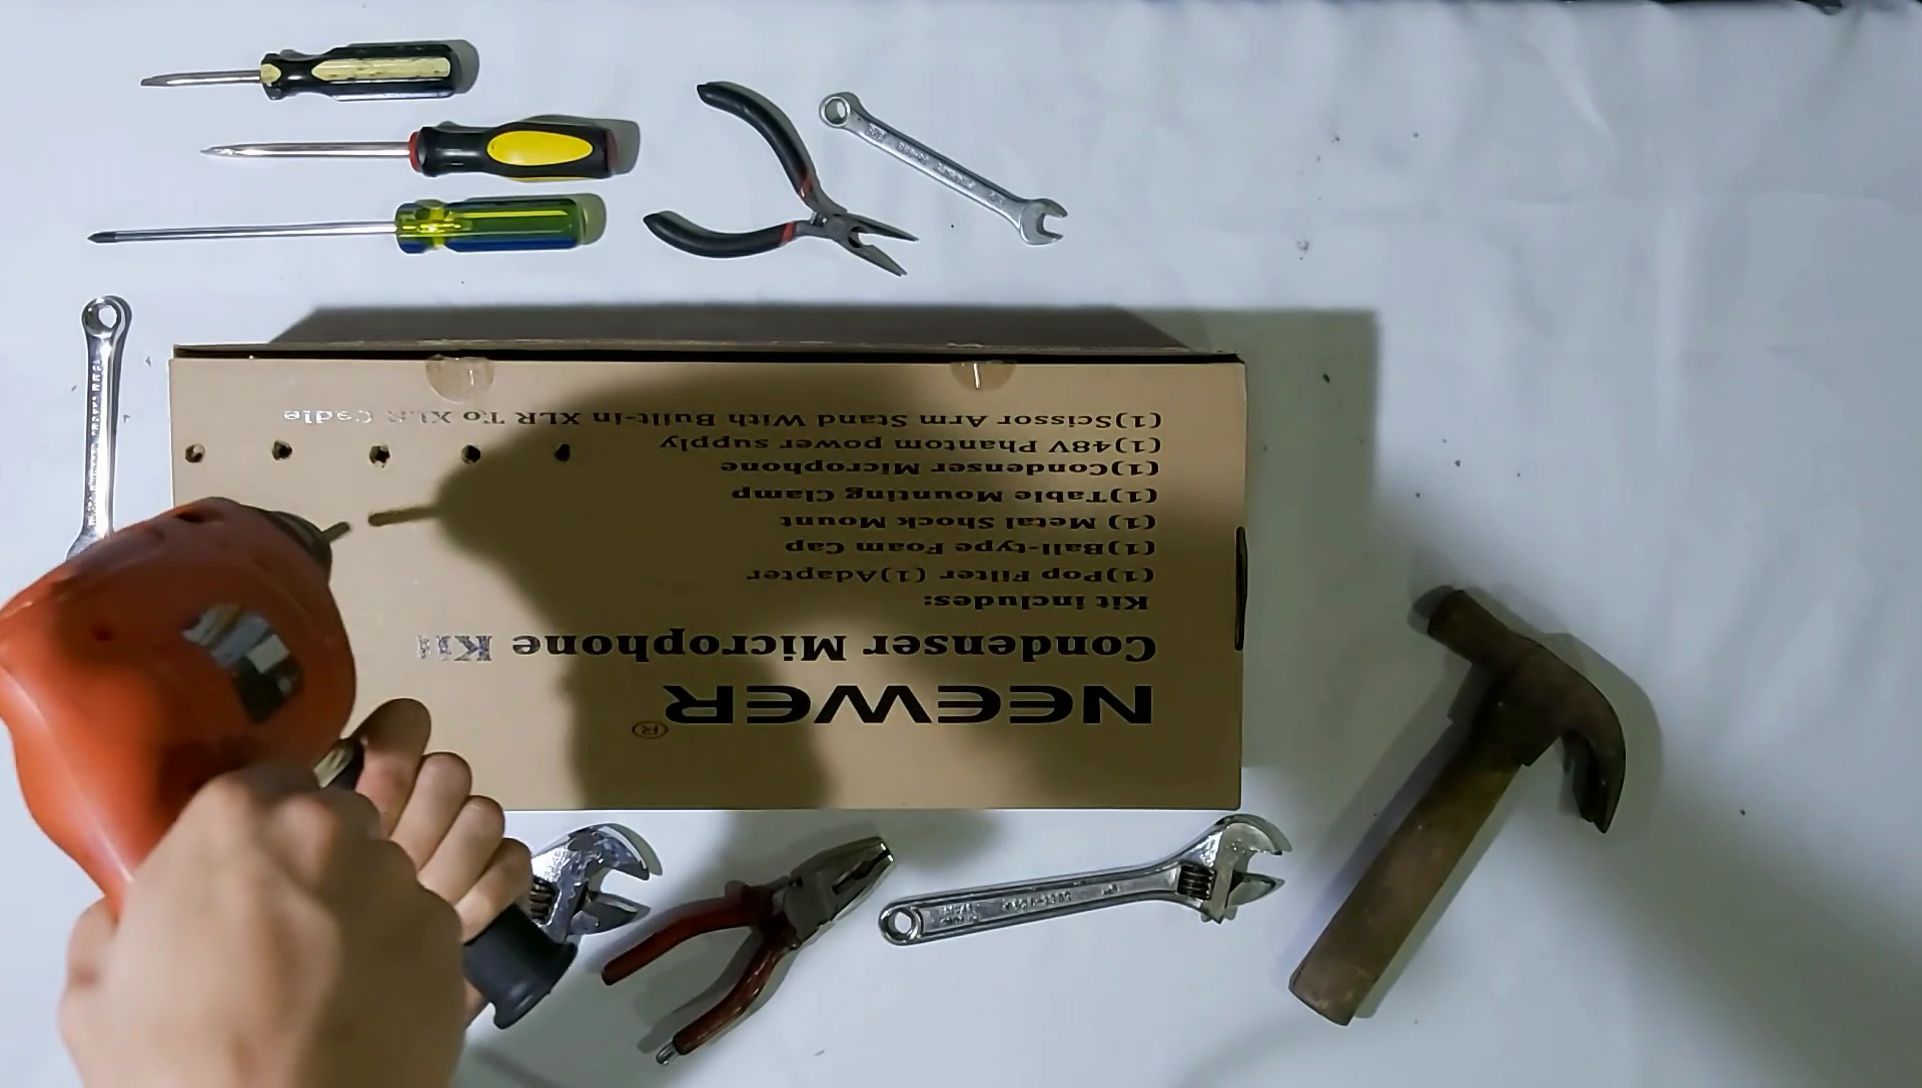 NEEWER®
Condenser Microphone Kit
Kit includes:
(1)Pop Filter (1)Adapter
(1)Ball-type Foam Cap
(1) Metal Shock Mount
(1)Table Mounting Clamp
(1)Condenser Microphone
(1)48V Phantom power supply
(1)Scissor Arm Stand With Built-in XLR To XLR Cable